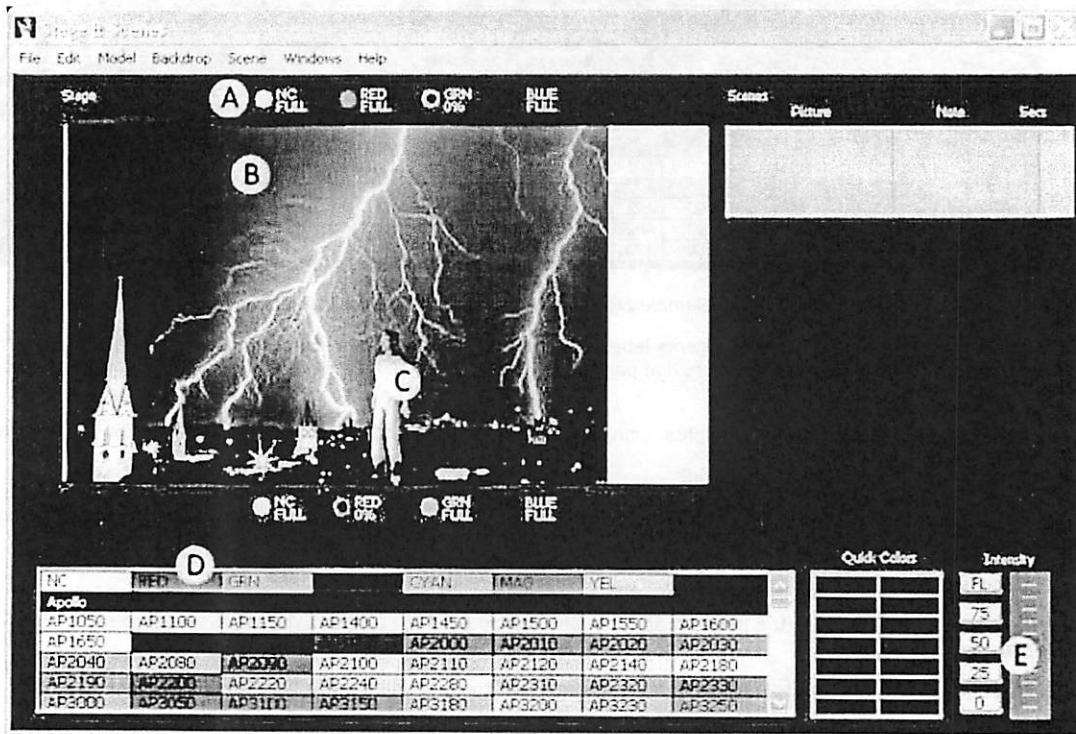 File Edit Model Backdrop Scene Windows Help
Stage
A
NC FULL
RED FULL
GRN 0%
BLUE FULL
Scenes
Picture Note Secs
B
C
NC FULL
RED 0%
GRN FULL
BLUE FULL
D
NC RED GRN CYAN MAG YEL
Apollo
AP1050 AP1100 AP1150 AP1400 AP1450 AP1500 AP1550 AP1600
AP1650 AP2000 AP2010 AP2020 AP2030
AP2040 AP2080 AP2090 AP2100 AP2110 AP2120 AP2140 AP2180
AP2190 AP2200 AP2220 AP2240 AP2280 AP2310 AP2320 AP2330
AP3000 AP3050 AP3100 AP3150 AP3180 AP3200 AP3230 AP3250
Quick Colors
Intensity
FL
75
50
E
25
0